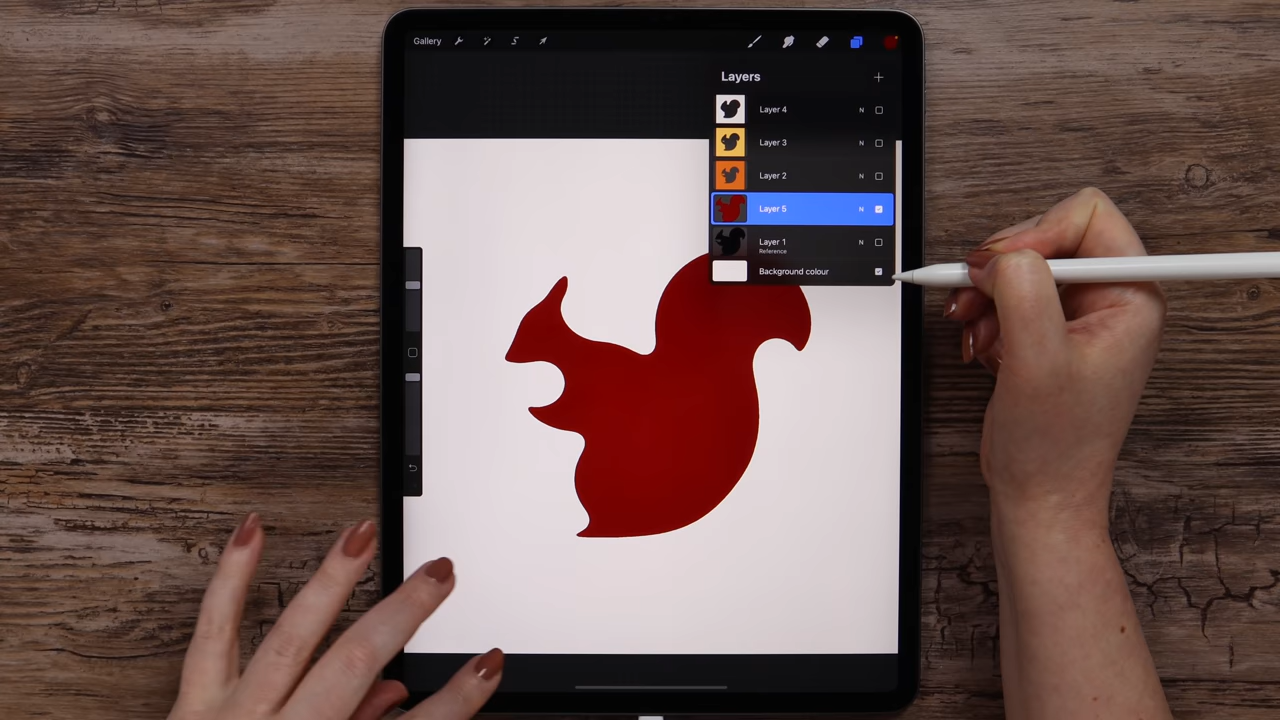 Gallery
Layers
Layer 4 N
Layer 3 N
Layer 2 N
Layer 5 N
Layer 1 N
Reference
Background colour